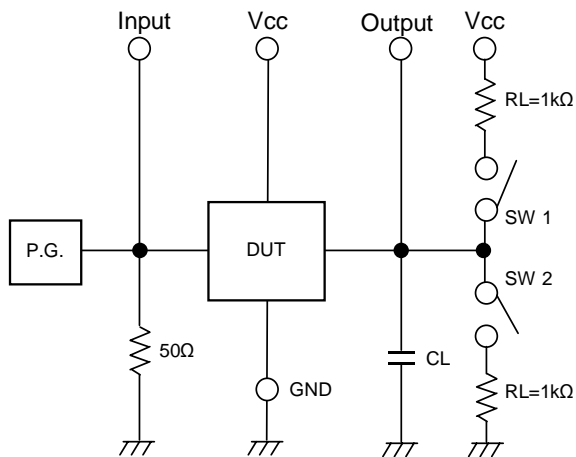 Input
Vcc
Output
Vcc
RL=1kΩ
SW 1
P.G.
DUT
SW 2
50Ω
CL
GND
RL=1kΩ